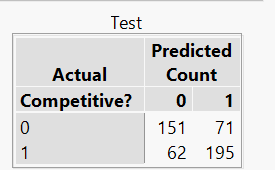 Test
Predicted
Actual Count
Competitive? 0 1
0 151 71
1 62 195